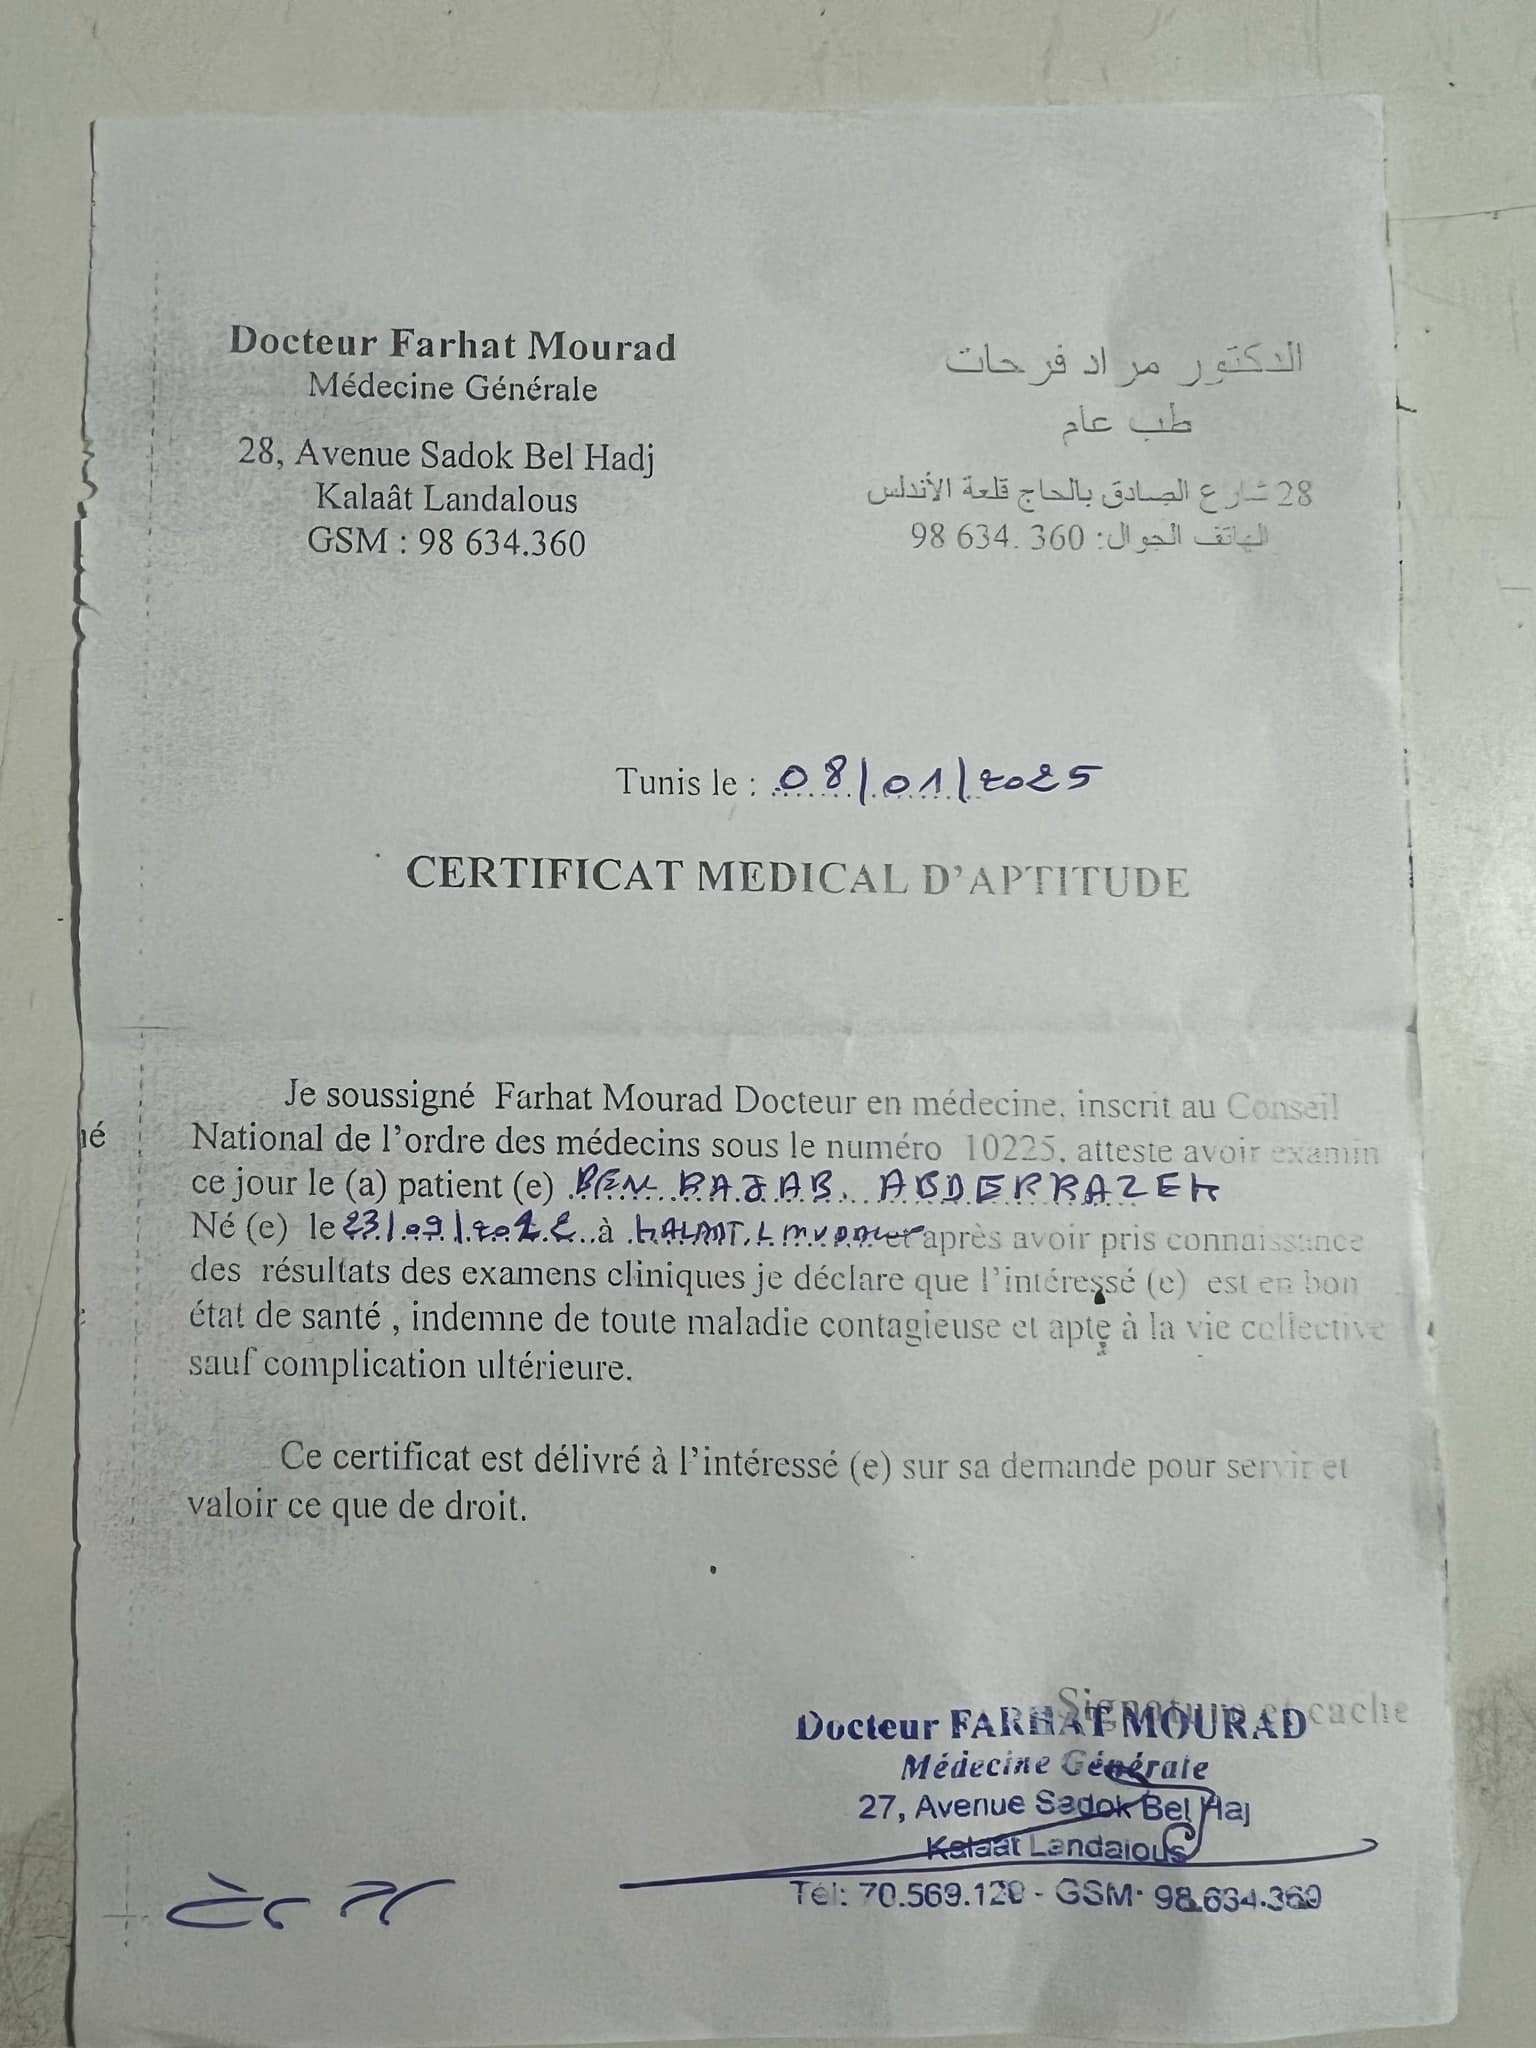 Docteur Farhat Mourad
Médecine Générale
28, Avenue Sadok Bel Hadj
Kalaât Landalous
GSM : 98 634.360
الدكتور مراد فرحات
طب عام
28 شارع الصادق بالحاج قلعة الأندلس
الهاتف الجوال: 360 .634 98
Tunis le : 08/01/2025
CERTIFICAT MEDICAL D'APTITUDE
Je soussigné Farhat Mourad Docteur en médecine, inscrit au Conseil
né
National de l'ordre des médecins sous le numéro 10225, atteste avoir examin
ce jour le (a) patient (e) BEN RAJAB ABDERRAZEK
Né (e) le 23/09/2022 à KALAAT et après avoir pris connaissance
des résultats des examens cliniques je déclare que l'intéressé (e) est en bon
état de santé , indemne de toute maladie contagieuse et apte à la vie collective
sauf complication ultérieure.
Ce certificat est délivré à l'intéressé (e) sur sa demande pour servir et
valoir ce que de droit.
Signature et cache
Docteur FARHAT MOURAD
Médecine Générale
27, Avenue Sadok Bel Haj
Kalaât Landalous
Tél: 70.569.120 - GSM: 98.634.360